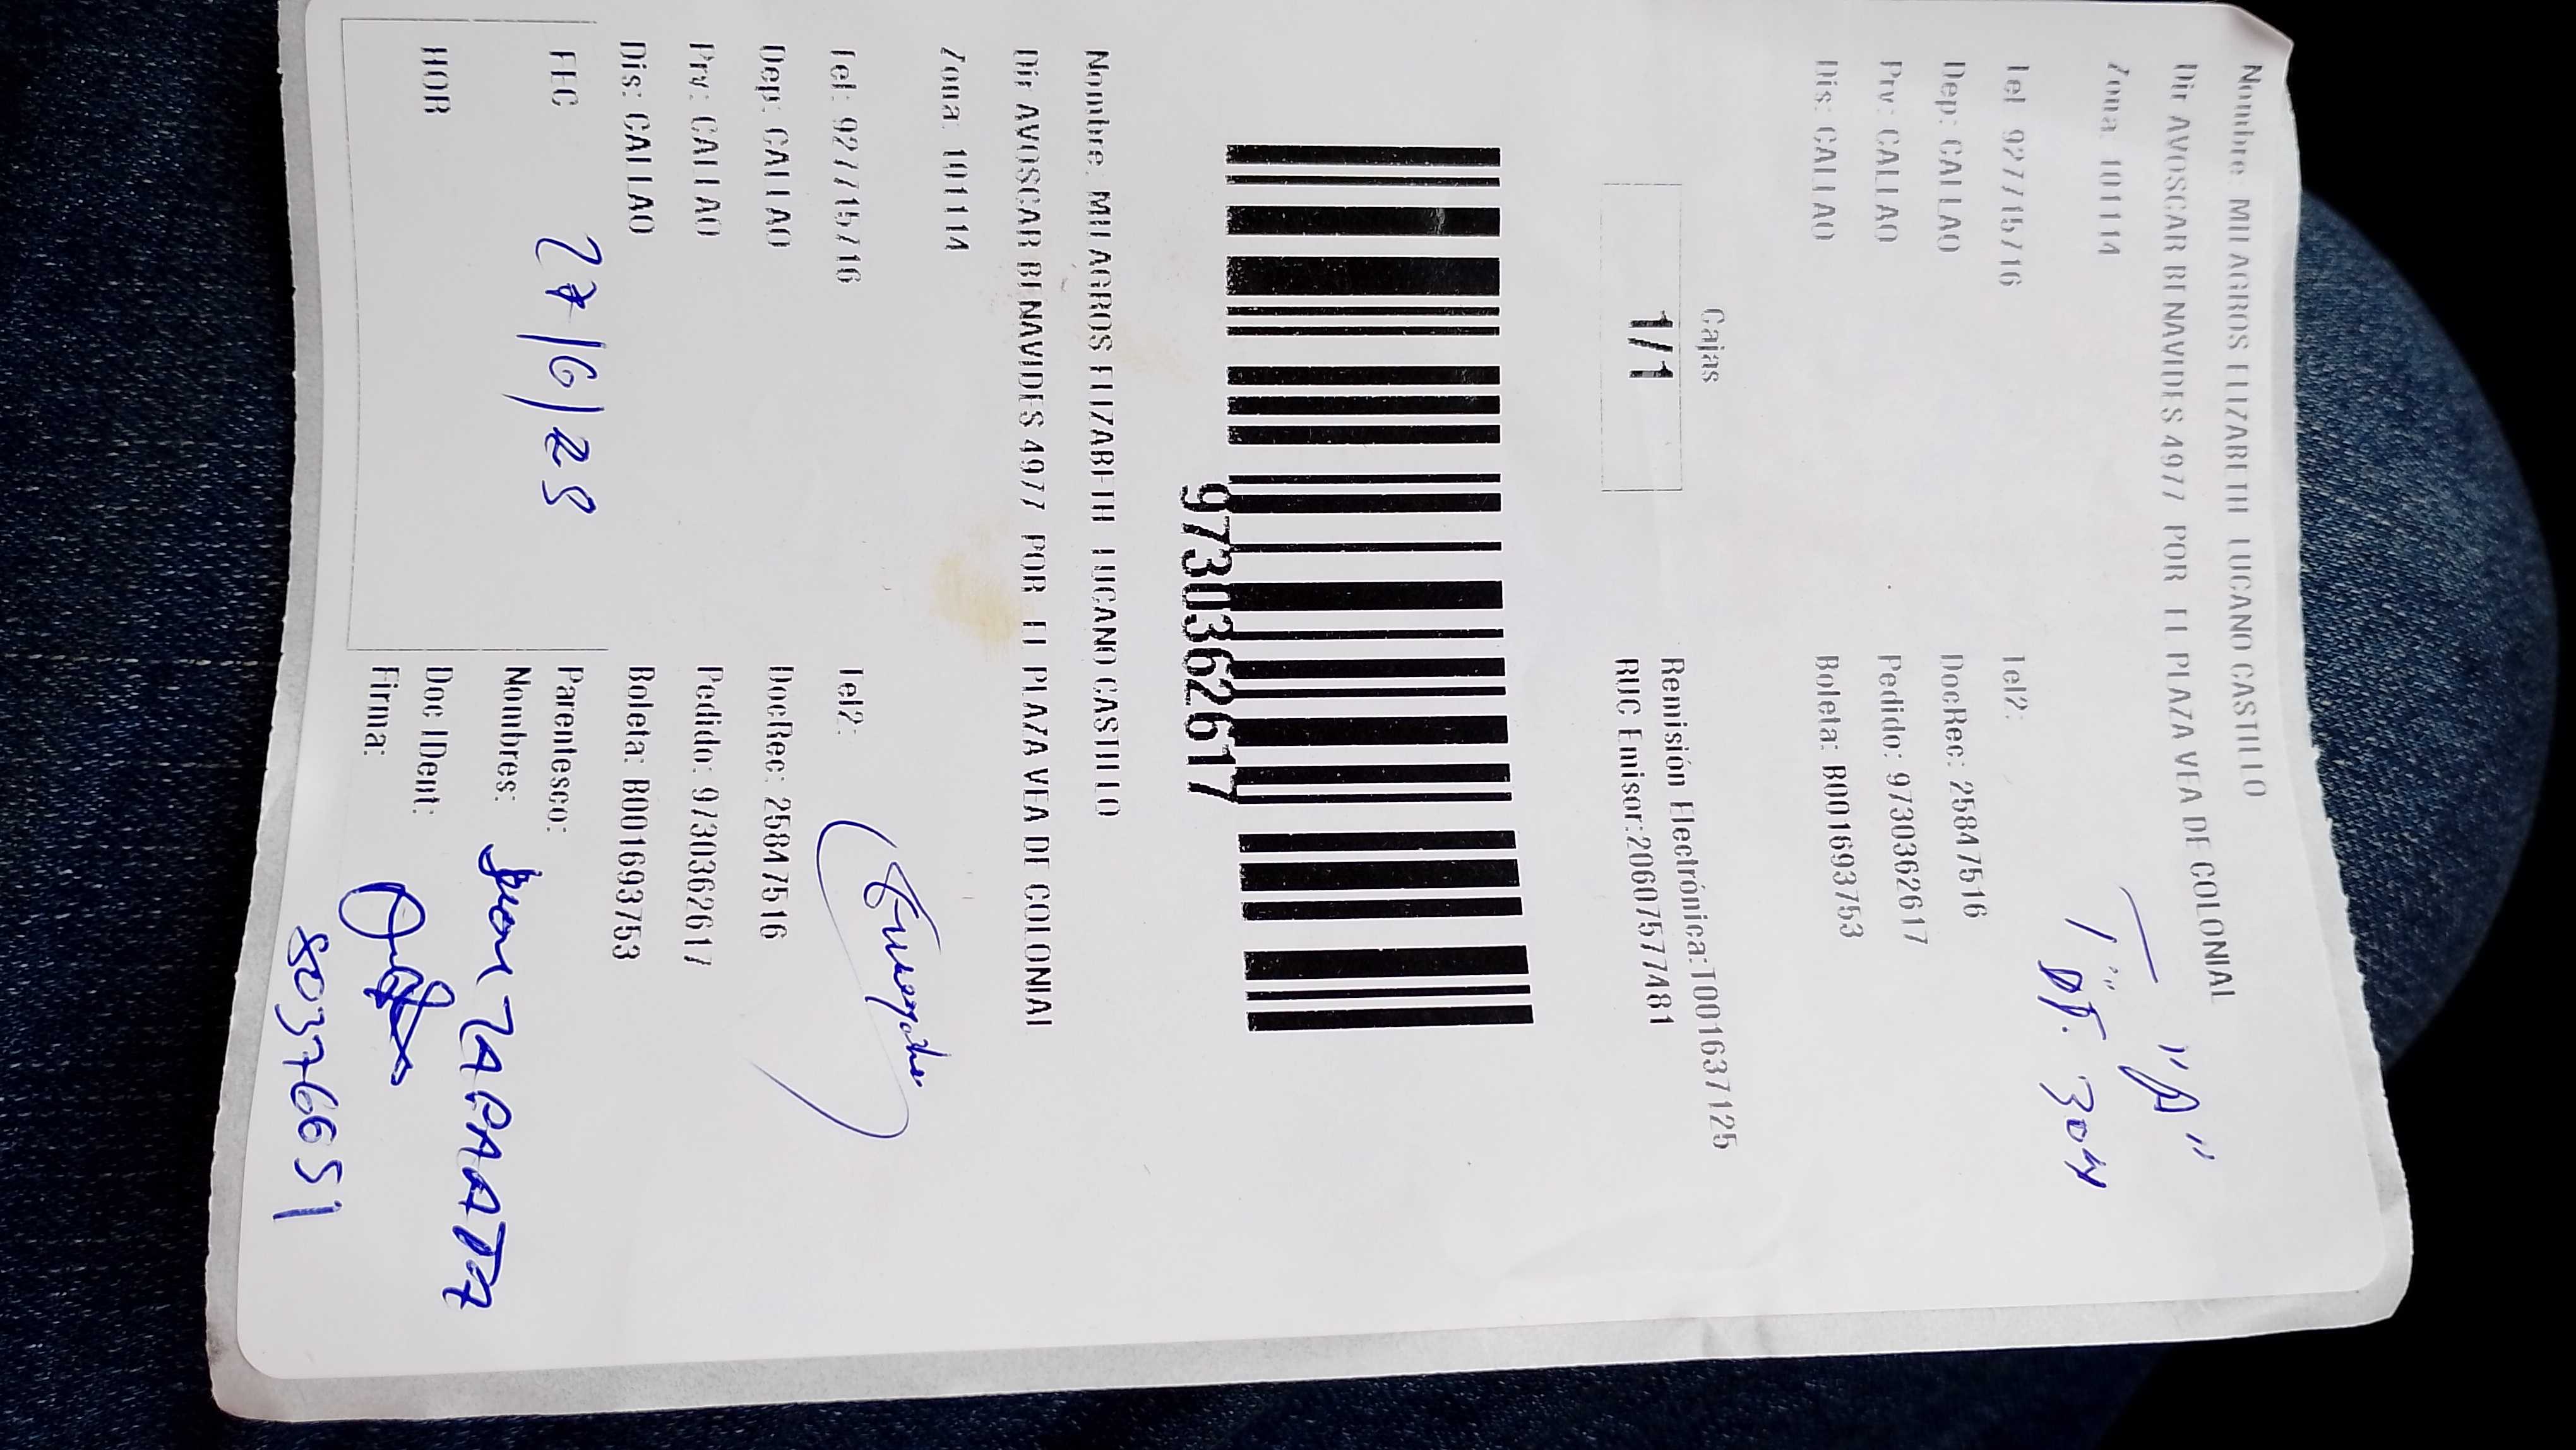 Nombre: MILAGROS ELIZABETH LUCANO CASTILLO
Dir AVOSCAR BENAVIDES 4977 POR EL PLAZA VEA DE COLONIAL
Zona: 101114
T "A"
Tel 927715716 Tel2:
Dep: CALLAO DocRec: 25847516
Prv: CALLAO Pedido: 9730362617
Dis: CALLAO Boleta: B001693753
Cajas
1/1
Remisión Electrónica:T001637125
RUC Emisor:20607577481
9730362617
Nombre: MILAGROS ELIZABETH LUCANO CASTILLO
Dir AVOSCAR BENAVIDES 4977 POR EL PLAZA VEA DE COLONIAL
Zona: 101114
Tel: 927715716 Tel2:
Dep: CALLAO DocRec: 25847516
Prv: CALLAO Pedido: 9730362617
Dis: CALLAO Boleta: B001693753
FEC 27/6/25
Parentesco:
HOR
Nombres:
Doc IDent:
Firma: